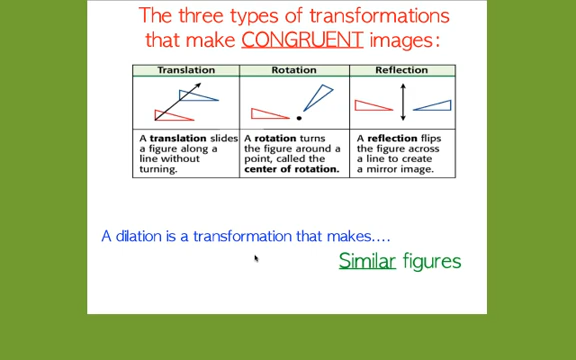 The three types of transformations
that make CONGRUENT images:
Translation
Rotation
Reflection
A translation slides
a figure along a
line without
turning.
A rotation turns
the figure around a
point, called the
center of rotation.
A reflection flips
the figure across
a line to create
a mirror image.
A dilation is a transformation that makes....
Similar figures